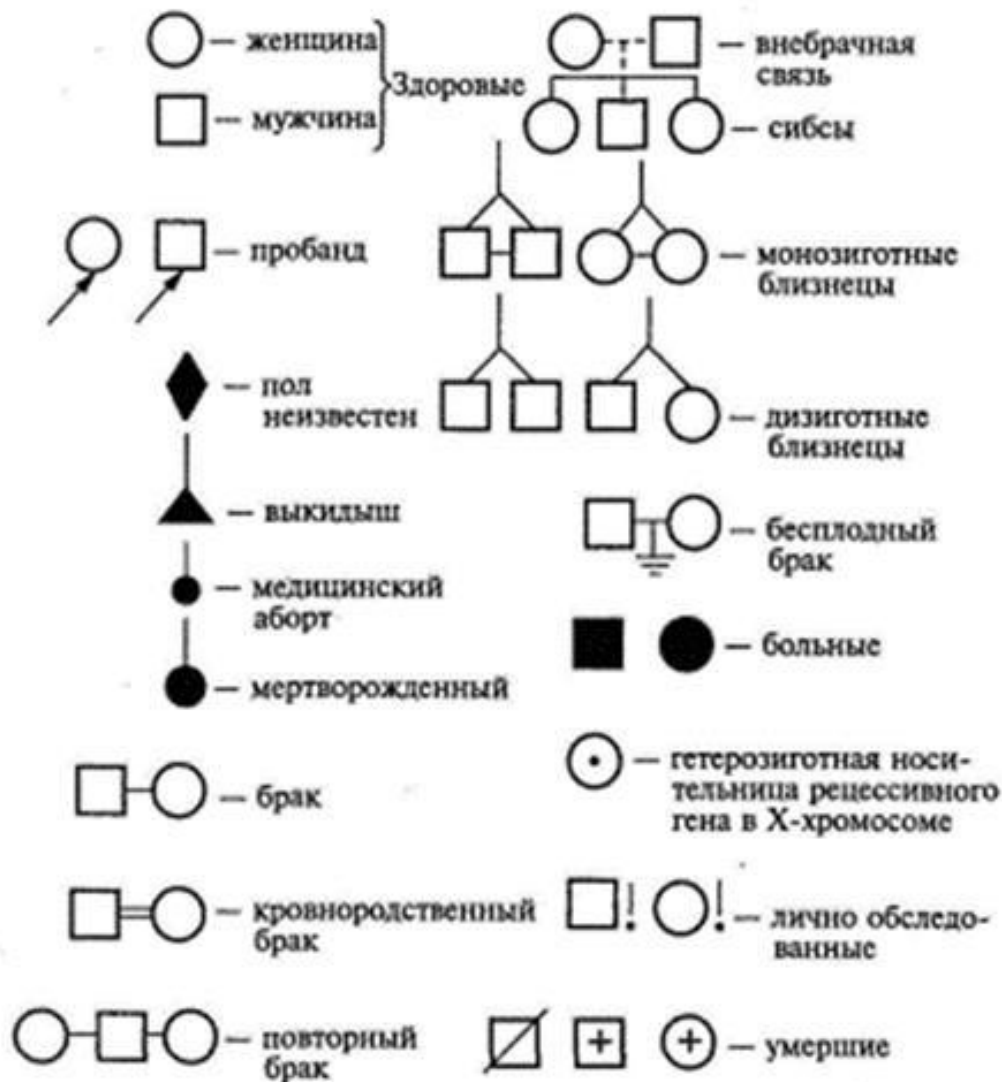 — женщина
— мужчина
Здоровые
— пробанд
— пол
неизвестен
— выкидыш
— медицинский
аборт
— мертворожденный
— брак
— кровнородственный
брак
— повторный
брак
— внебрачная
связь
— сибсы
— монозиготные
близнецы
— дизиготные
близнецы
— бесплодный
брак
— больные
— гетерозиготная носи-
тельница рецессивного
гена в X-хромосоме
! ! — лично обследо-
ванные
+ + — умершие